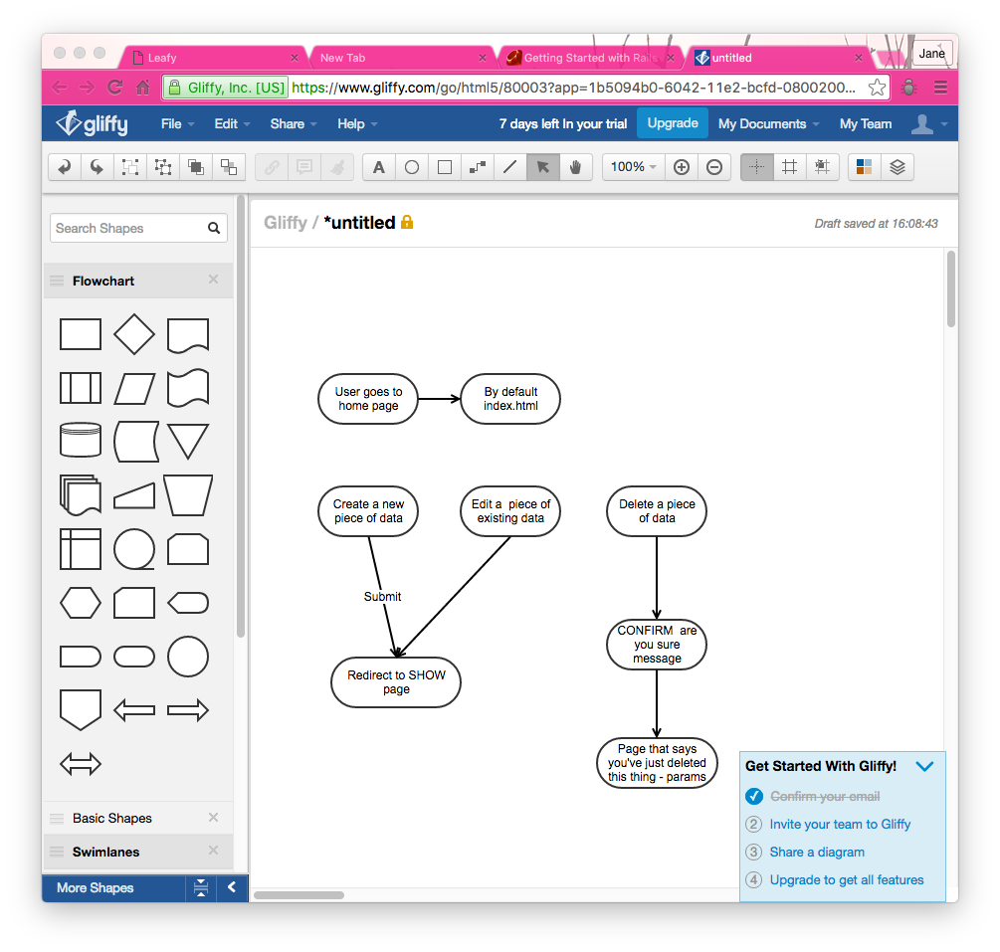 Leafy
New Tab
Getting Started with Rails
untitled
Jane
Gliffy, Inc. [US] https://www.gliffy.com/go/html5/80003?app=1b5094b0-6042-11e2-bcfd-0800200...
gliffy File Edit Share Help 7 days left In your trial Upgrade My Documents My Team
A 100%
Search Shapes
Gliffy / *untitled
Draft saved at 16:08:43
Flowchart
User goes to
home page
By default
index.html
Create a new
piece of data
Edit a piece of
existing data
Delete a piece
of data
Submit
CONFIRM are
you sure
message
Redirect to SHOW
page
Page that says
you've just deleted
this thing - params
Get Started With Gliffy!
Confirm your email
2 Invite your team to Gliffy
3 Share a diagram
4 Upgrade to get all features
Basic Shapes
Swimlanes
More Shapes